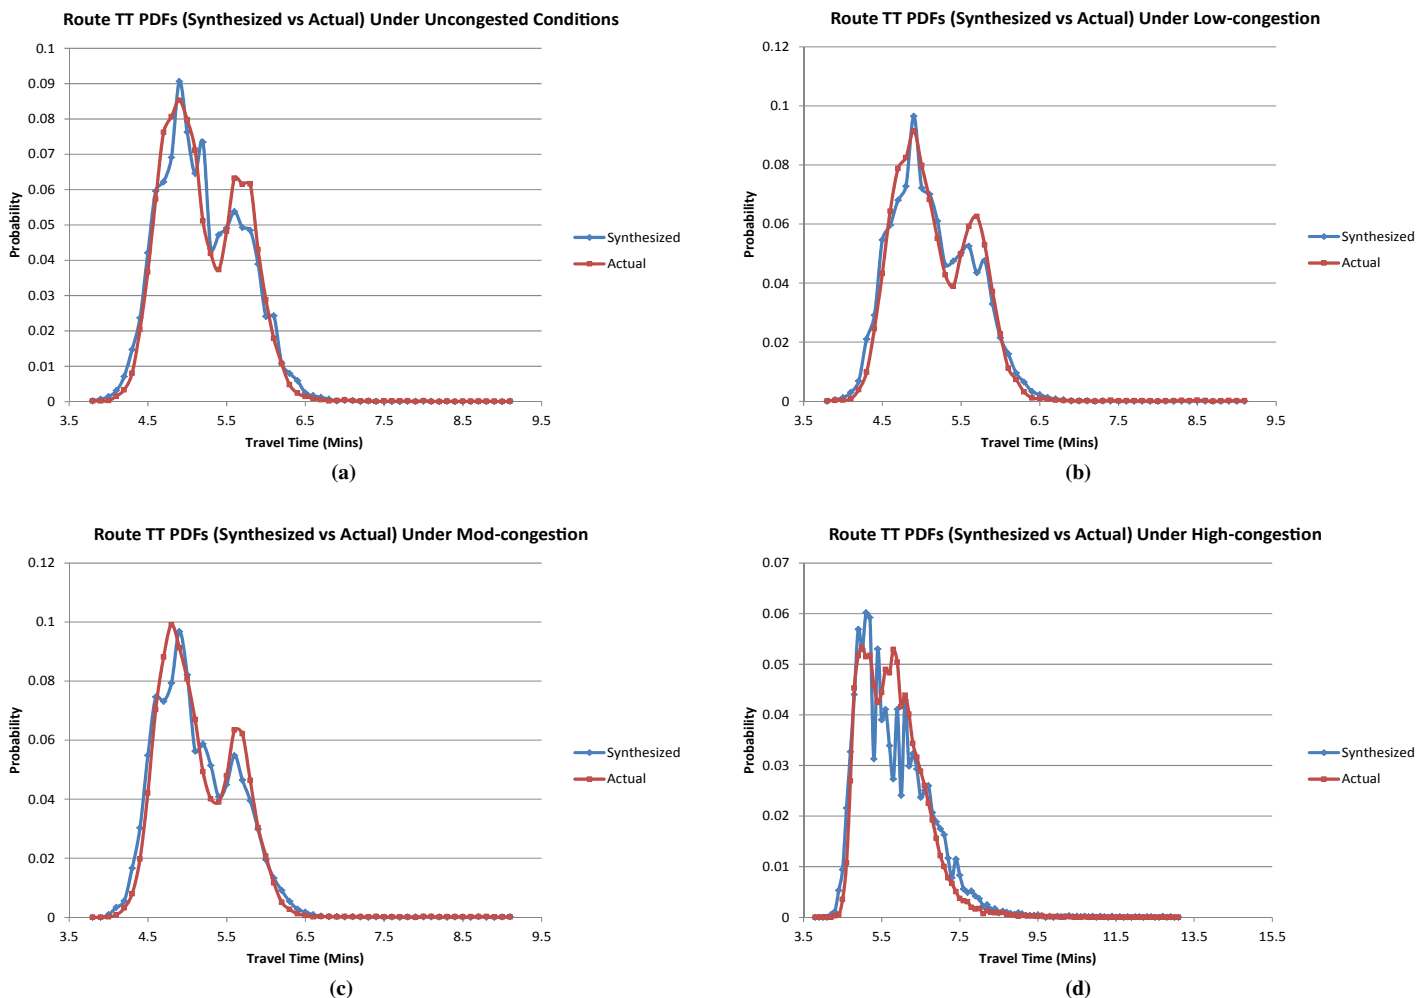 Route TT PDFs (Synthesized vs Actual) Under Uncongested Conditions
0.1
0.09
0.08
0.07
0.06
0.05
0.04
0.03
0.02
0.01
0
Probability
3.5 4.5 5.5 6.5 7.5 8.5 9.5
Travel Time (Mins)
Synthesized
Actual
(a)
Route TT PDFs (Synthesized vs Actual) Under Low-congestion
0.12
0.1
0.08
0.06
0.04
0.02
0
Probability
3.5 4.5 5.5 6.5 7.5 8.5 9.5
Travel Time (Mins)
Synthesized
Actual
(b)
Route TT PDFs (Synthesized vs Actual) Under Mod-congestion
0.12
0.1
0.08
0.06
0.04
0.02
0
Probability
3.5 4.5 5.5 6.5 7.5 8.5 9.5
Travel Time (Mins)
Synthesized
Actual
(c)
Route TT PDFs (Synthesized vs Actual) Under High-congestion
0.07
0.06
0.05
0.04
0.03
0.02
0.01
0
Probability
3.5 5.5 7.5 9.5 11.5 13.5 15.5
Travel Time (Mins)
Synthesized
Actual
(d)